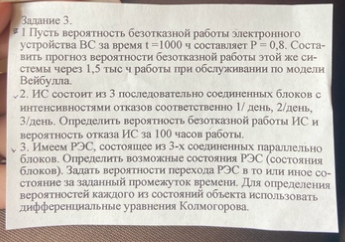 Задание 3.
1 Пусть вероятность безотказной работы электронного
устройства ВС за время t =1000 ч составляет P = 0,8. Соста-
вить прогноз вероятности безотказной работы этой же си-
стемы через 1,5 тыс ч работы при обслуживании по модели
Вейбулла.
2. ИС состоит из 3 последовательно соединенных блоков с
интенсивностями отказов соответственно 1/ день, 2/день,
3/день. Определить вероятность безотказной работы ИС и
вероятность отказа ИС за 100 часов работы.
3. Имеем РЭС, состоящее из 3-х соединенных параллельно
блоков. Определить возможные состояния РЭС (состояния
блоков). Задать вероятности перехода РЭС в то или иное со-
стояние за заданный промежуток времени. Для определения
вероятностей каждого из состояний объекта использовать
дифференциальные уравнения Колмогорова.